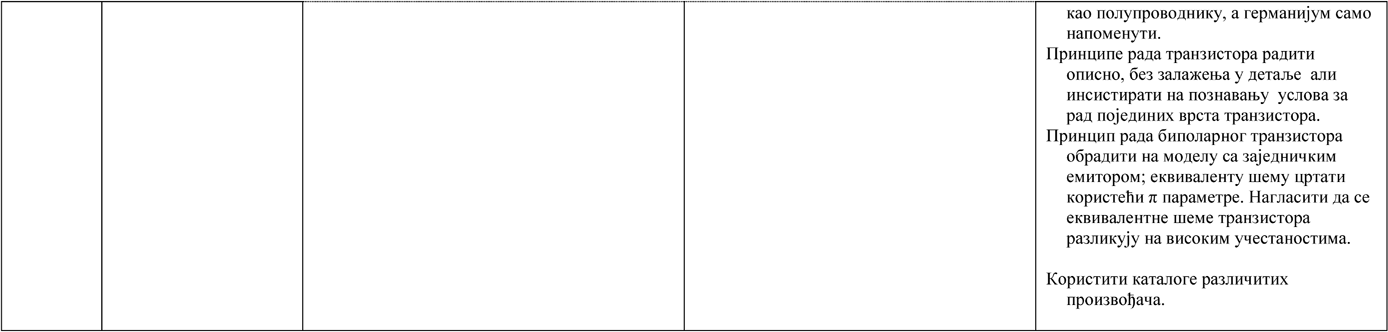 као полупроводнику, а германијум само
напоменути.
Принципе рада транзистора радити
описно, без залажења у детаље али
инсистирати на познавању услова за
рад појединих врста транзистора.
Принцип рада биполарног транзистора
обрадити на моделу са заједничким
емитором; еквиваленту шему цртати
користећи π параметре. Нагласити да се
еквивалентне шеме транзистора
разликују на високим учестаностима.
Користити каталоге различитих
произвођача.